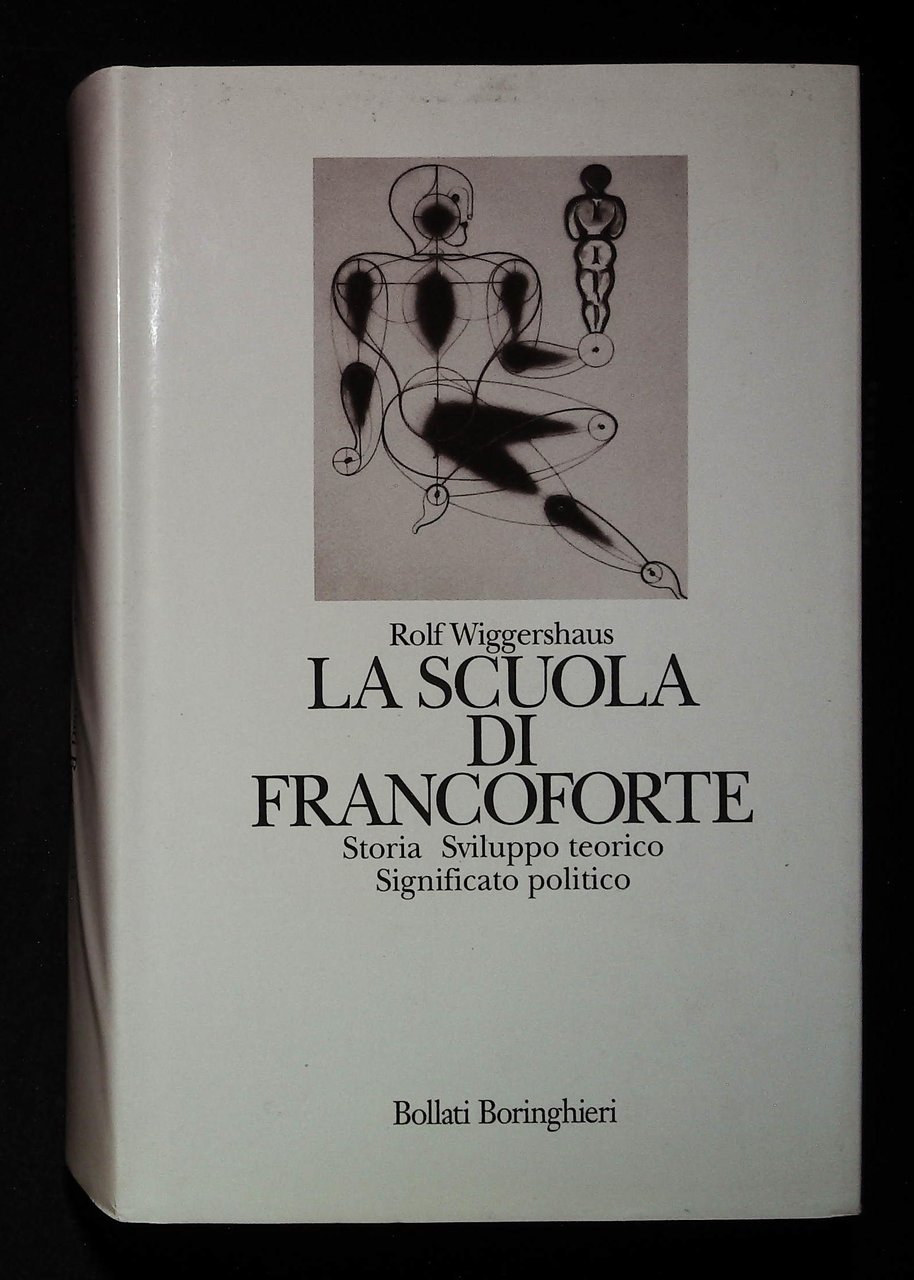 Rolf Wiggershaus
LA SCUOLA
DI
FRANCOFORTE
Storia Sviluppo teorico
Significato politico
Bollati Boringhieri